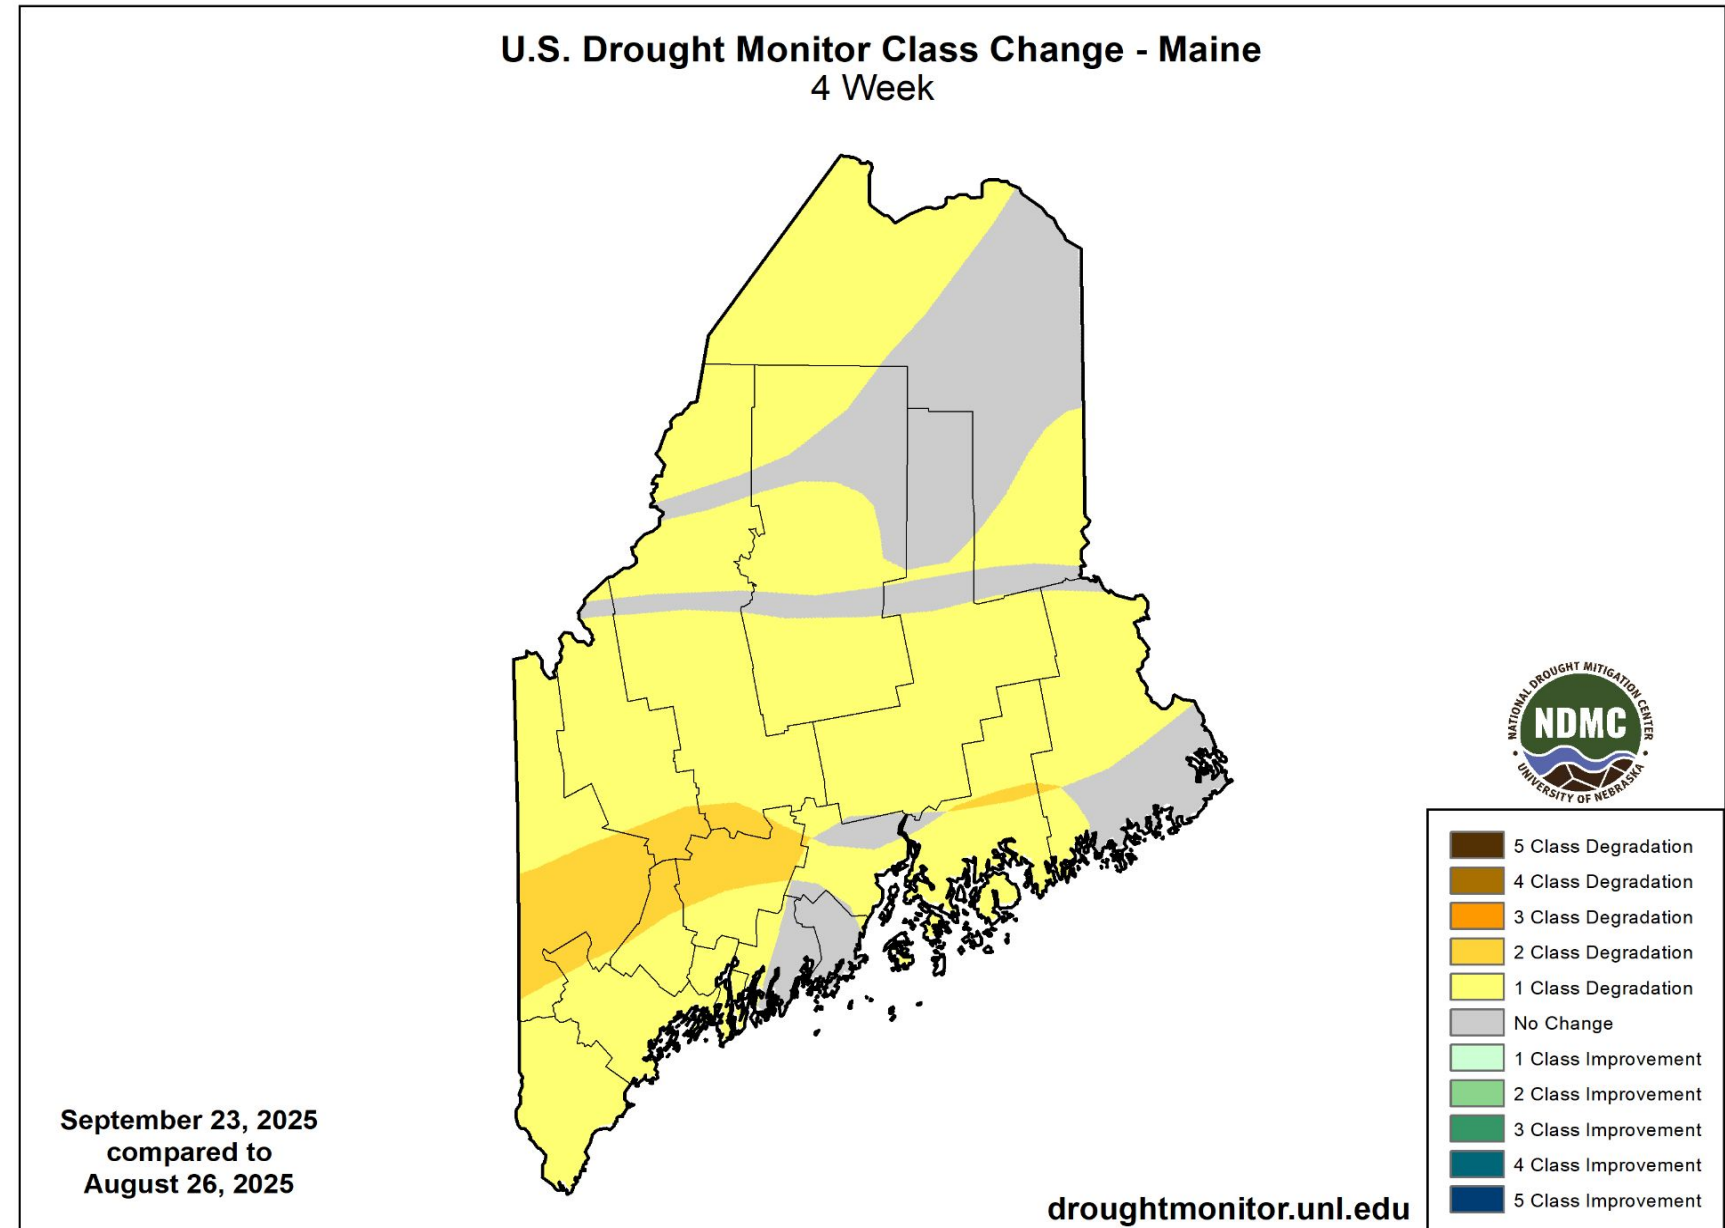 U.S. Drought Monitor Class Change - Maine
4 Week
NATIONAL DROUGHT MITIGATION CENTER
NDMC
UNIVERSITY OF NEBRASKA
5 Class Degradation
4 Class Degradation
3 Class Degradation
2 Class Degradation
1 Class Degradation
No Change
1 Class Improvement
2 Class Improvement
3 Class Improvement
4 Class Improvement
5 Class Improvement
September 23, 2025
compared to
August 26, 2025
droughtmonitor.unl.edu